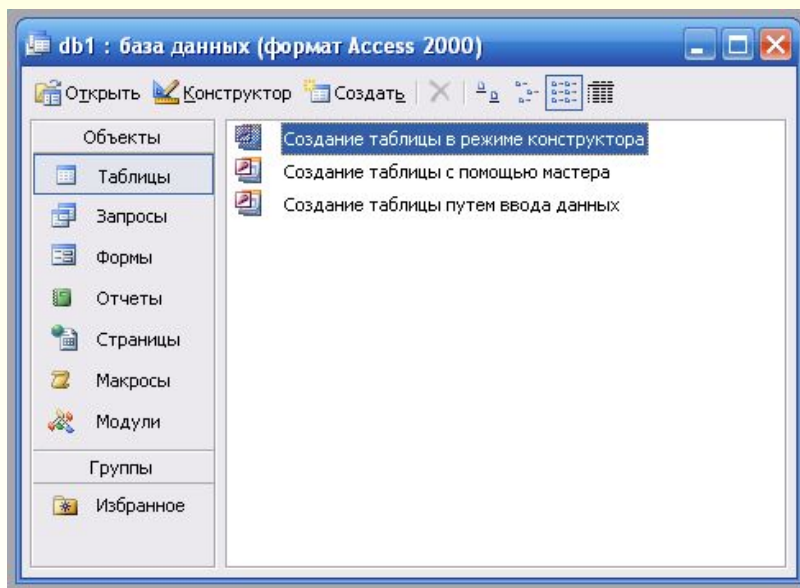 db1 : база данных (формат Access 2000)
Открыть Конструктор Создать
Объекты
Таблицы
Запросы
Формы
Отчеты
Страницы
Макросы
Модули
Группы
Избранное
Создание таблицы в режиме конструктора
Создание таблицы с помощью мастера
Создание таблицы путем ввода данных